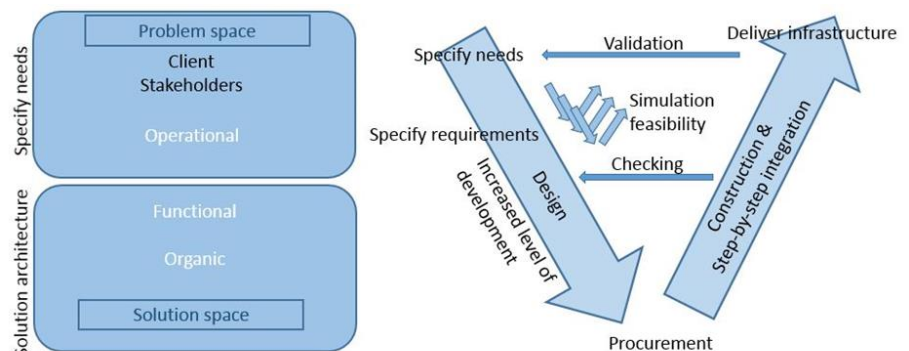 Problem space
Client
Stakeholders
Operational
Specify needs
Functional
Organic
Solution space
Solution architecture
Specify needs
Validation
Deliver infrastructure
Simulation
feasibility
Specify requirements
Checking
Design
Increased level of
development
Construction &
Step-by-step integration
Procurement